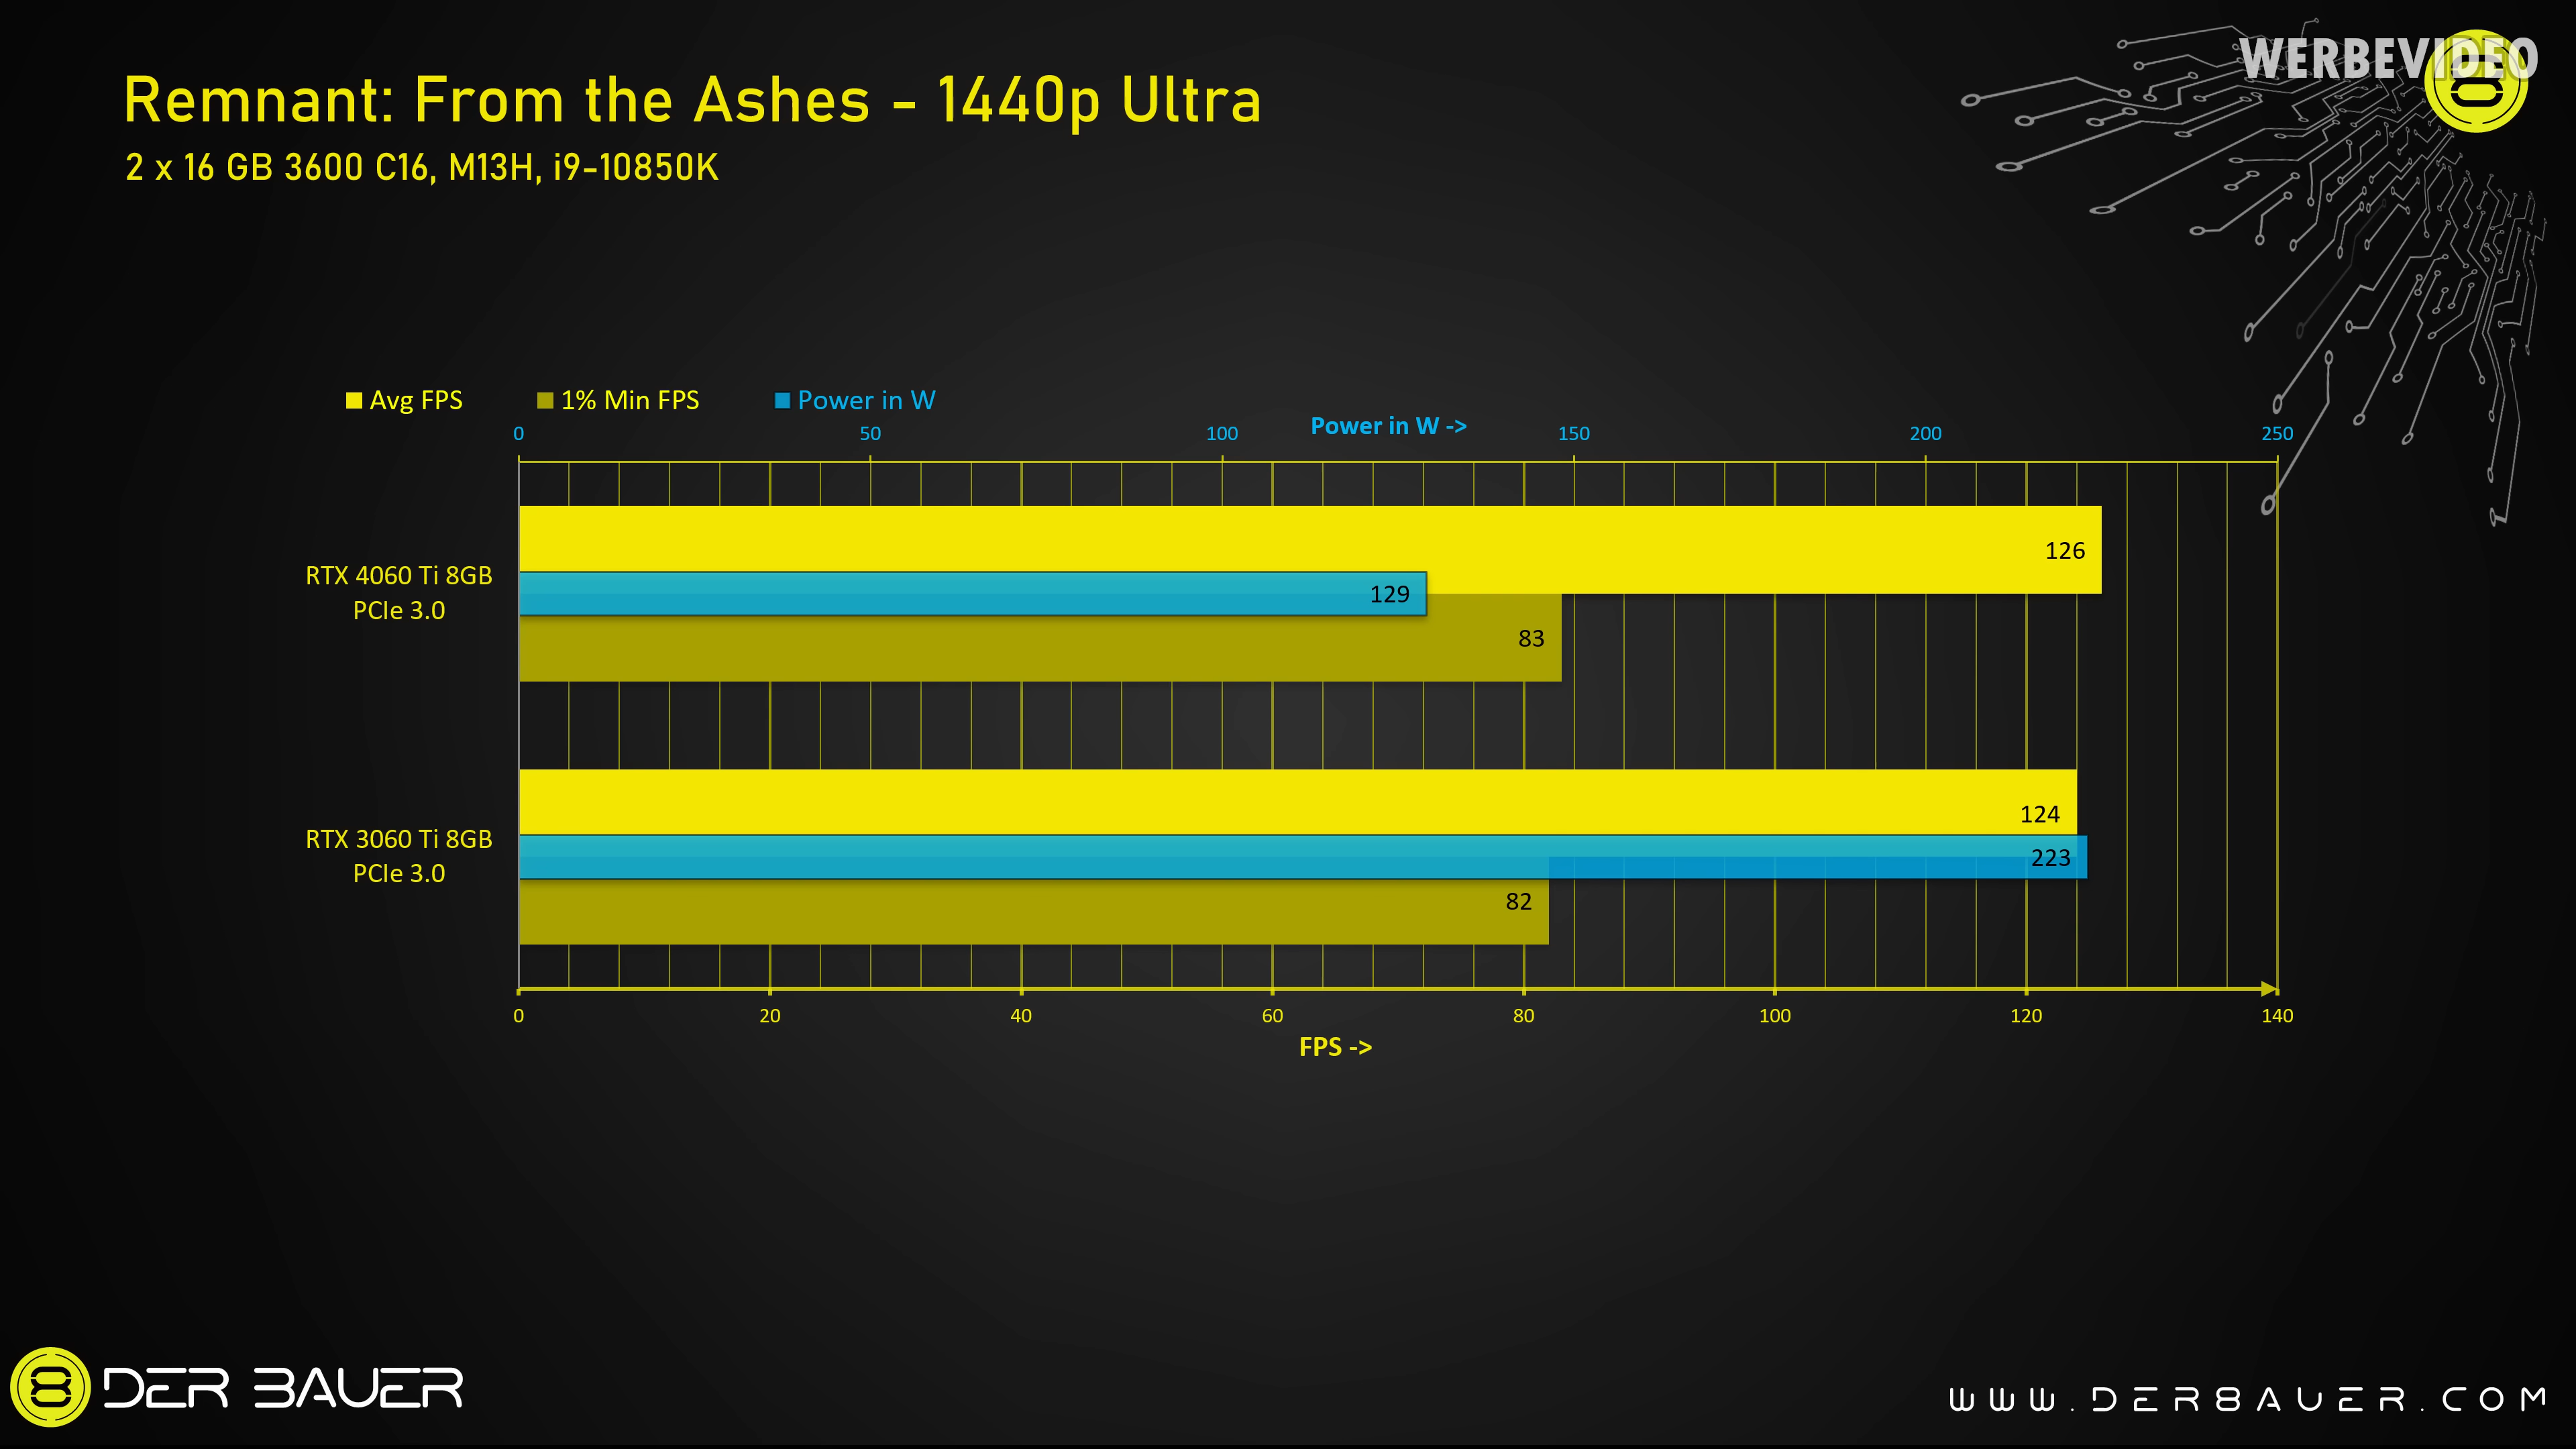 WERBEVIDEO
Remnant: From the Ashes - 1440p Ultra
2 x 16 GB 3600 C16, M13H, i9-10850K
Avg FPS 1% Min FPS Power in W
Power in W ->
0 50 100 150 200 250
126
RTX 4060 Ti 8GB
PCIe 3.0
129
83
124
RTX 3060 Ti 8GB
PCIe 3.0
223
82
0 20 40 60 80 100 120 140
FPS ->
DER 8AUER
WWW.DER8AUER.COM